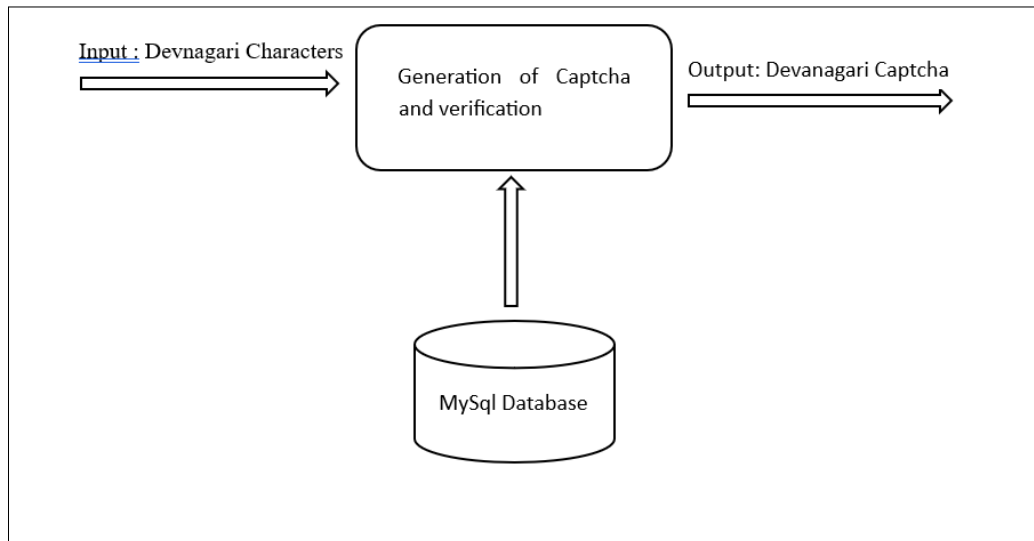 Input : Devnagari Characters
Generation of Captcha
and verification
Output: Devanagari Captcha
MySql Database